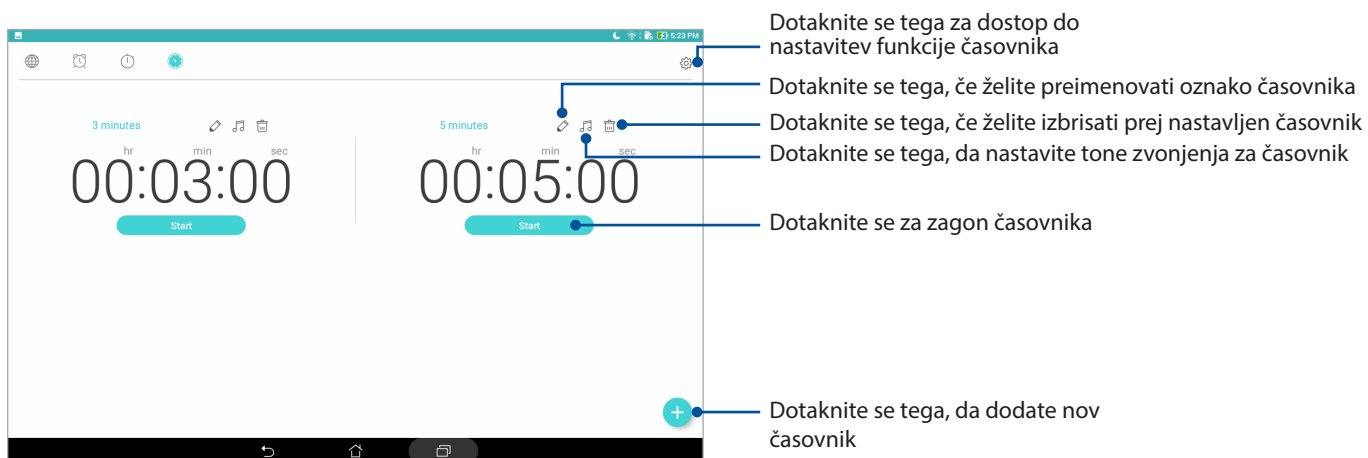 5:23 PM
3 minutes
hr min sec
00:03:00
Start
5 minutes
hr min sec
00:05:00
Start
Dotaknite se tega za dostop do
nastavitev funkcije časovnika
Dotaknite se tega, če želite preimenovati oznako časovnika
Dotaknite se tega, če želite izbrisati prej nastavljen časovnik
Dotaknite se tega, da nastavite tone zvonjenja za časovnik
Dotaknite se za zagon časovnika
Dotaknite se tega, da dodate nov
časovnik